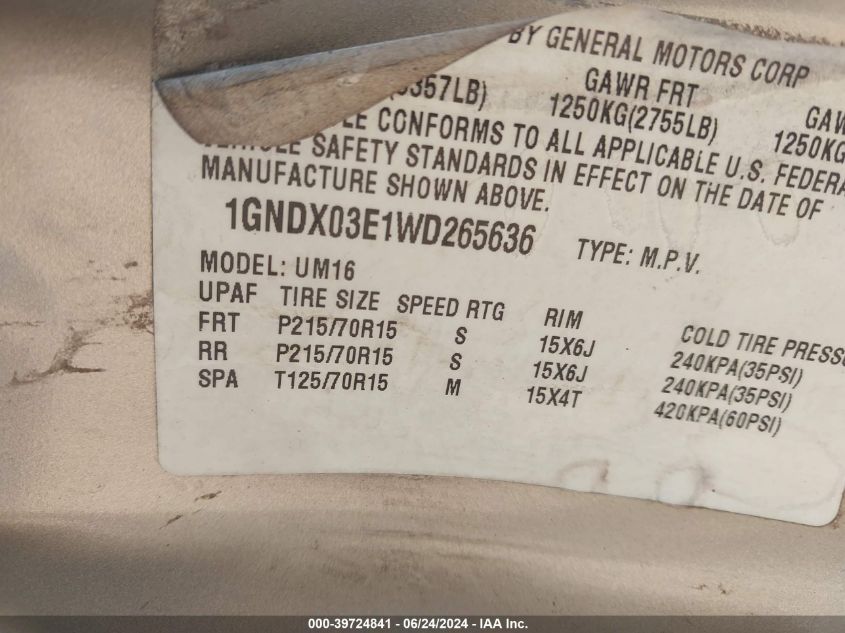 BY GENERAL MOTORS CORP
357LB) GAWR FRT GAW
1250KG(2755LB) 1250KG
LE CONFORMS TO ALL APPLICABLE U.S. FEDERA
VEHICLE SAFETY STANDARDS IN EFFECT ON THE DATE OF
MANUFACTURE SHOWN ABOVE.
1GNDX03E1WD265636 TYPE: M.P.V.
MODEL: UM16
UPAF TIRE SIZE SPEED RTG RIM COLD TIRE PRESSU
FRT P215/70R15 S 15X6J 240KPA(35PSI)
RR P215/70R15 S 15X6J 240KPA(35PSI)
SPA T125/70R15 M 15X4T 420KPA(60PSI)
000-39724841 - 06/24/2024 - IAA Inc.